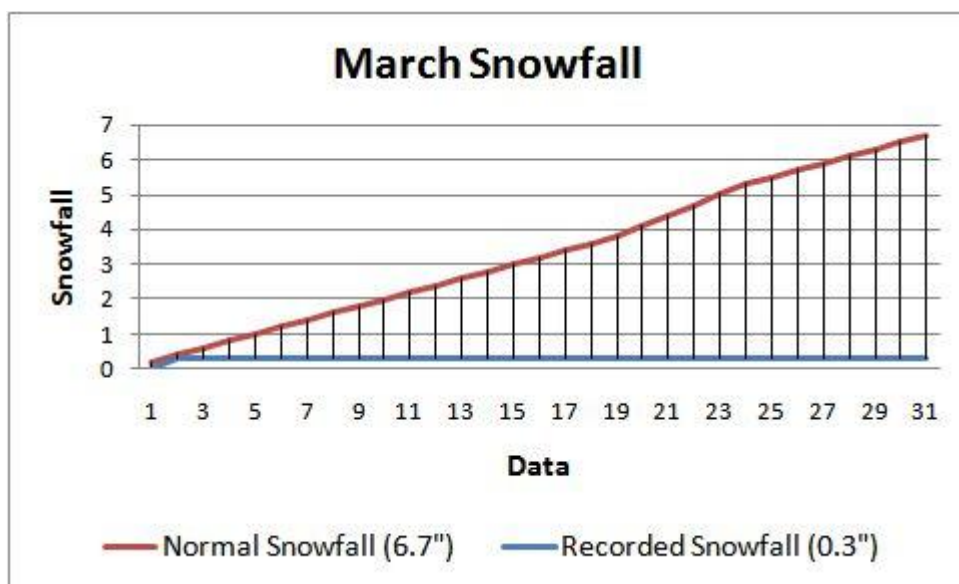 March Snowfall
7
6
5
4
3
2
1
0
Snowfall
1 3 5 7 9 11 13 15 17 19 21 23 25 27 29 31
Data
Normal Snowfall (6.7")
Recorded Snowfall (0.3")